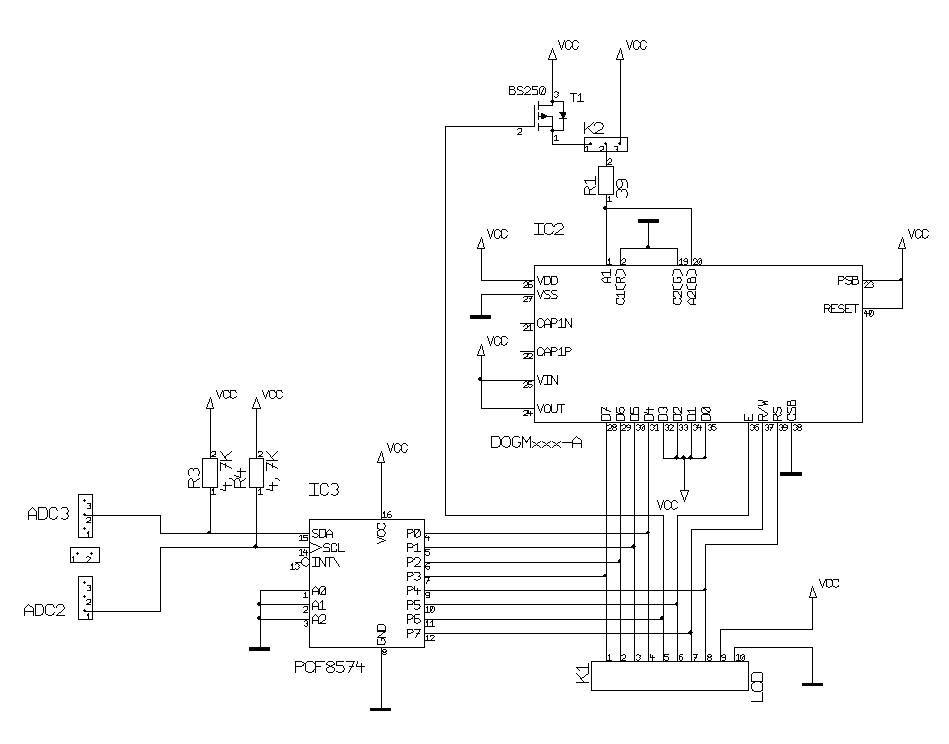 VCC
VCC
BS250
3
T1
2
1
K2
1 2 3
2
R1
39
1
IC2
VCC
VCC
1 2 19 20
A1
C1(R)
C2(G)
A2(B)
26 VDD
27 VSS
PSB 23
RESET 40
21 CAP1N
22 CAP1P
VCC
25 VIN
24 VOUT
D7 D6 D5 D4 D3 D2 D1 D0 E R/W RS CSB
28 29 30 31 32 33 34 35 36 37 39 38
DOGMxxx-A
VCC
VCC
VCC
2
R3
4,7K
1
2
R4
4,7K
1
VCC
IC3
16
VCC
VCC
ADC3
3
2
1
1 2
ADC2
3
2
1
15 SDA
14 SCL
13 INT\
1 A0
2 A1
3 A2
P0 4
P1 5
P2 6
P3 7
P4 9
P5 10
P6 11
P7 12
GND
8
PCF8574
VCC
K1
1 2 3 4 5 6 7 8 9 10
LCD